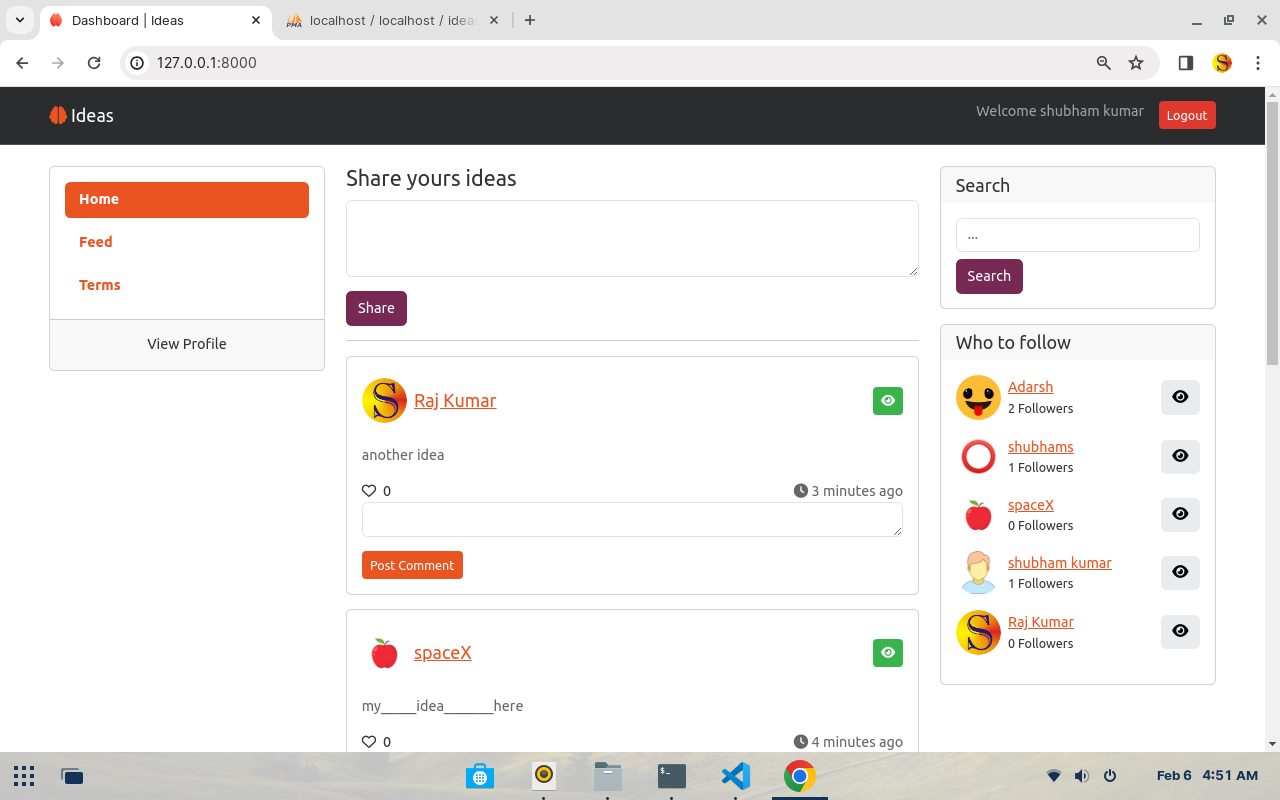 Dashboard | Ideas
localhost / localhost / ideas
127.0.0.1:8000
Ideas
Welcome shubham kumar
Logout
Home
Feed
Terms
View Profile
Share yours ideas
Share
Raj Kumar
another idea
0
3 minutes ago
Post Comment
spaceX
my_____idea_______here
0
4 minutes ago
Search
...
Search
Who to follow
Adarsh
2 Followers
shubhams
1 Followers
spaceX
0 Followers
shubham kumar
1 Followers
Raj Kumar
0 Followers
Feb 6 4:51 AM